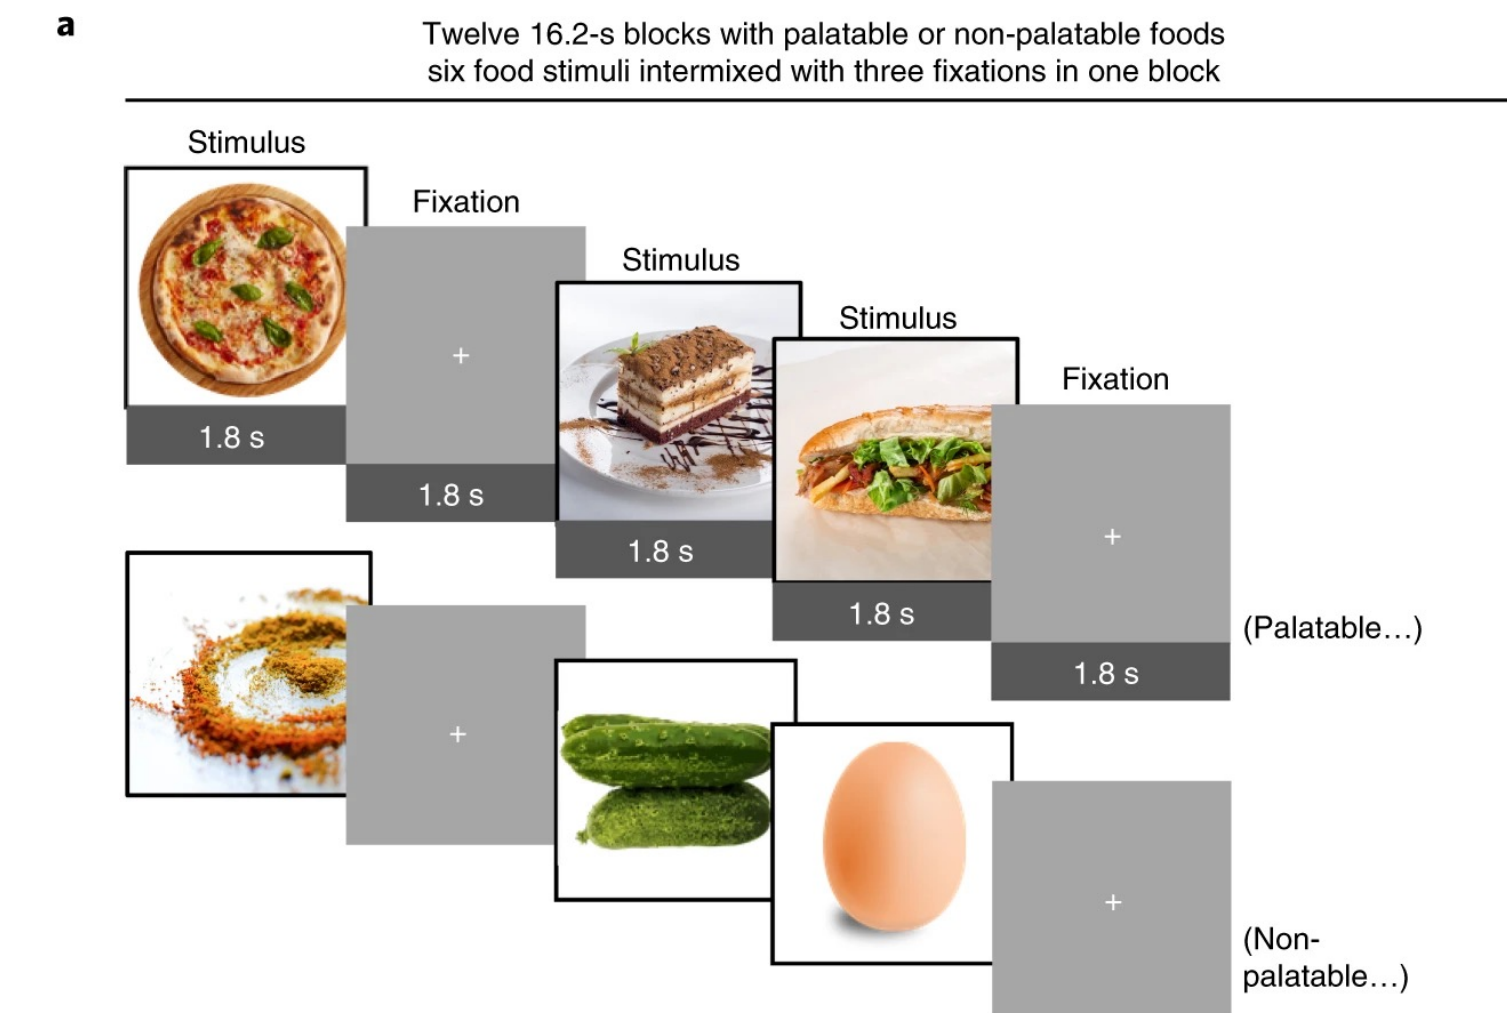 a
Twelve 16.2-s blocks with palatable or non-palatable foods
six food stimuli intermixed with three fixations in one block
Stimulus
Fixation
Stimulus
Stimulus
Fixation
1.8 s
1.8 s
1.8 s
1.8 s
1.8 s
(Palatable…)
(Non-
palatable…)